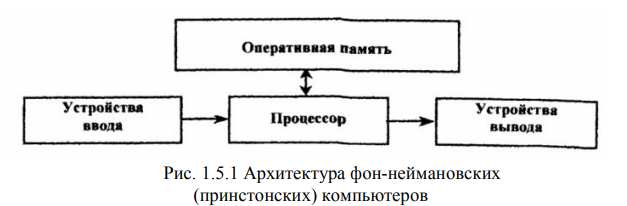 Оперативная память
Устройства
ввода
Процессор
Устройства
вывода
Рис. 1.5.1 Архитектура фон-неймановских
(принстонских) компьютеров